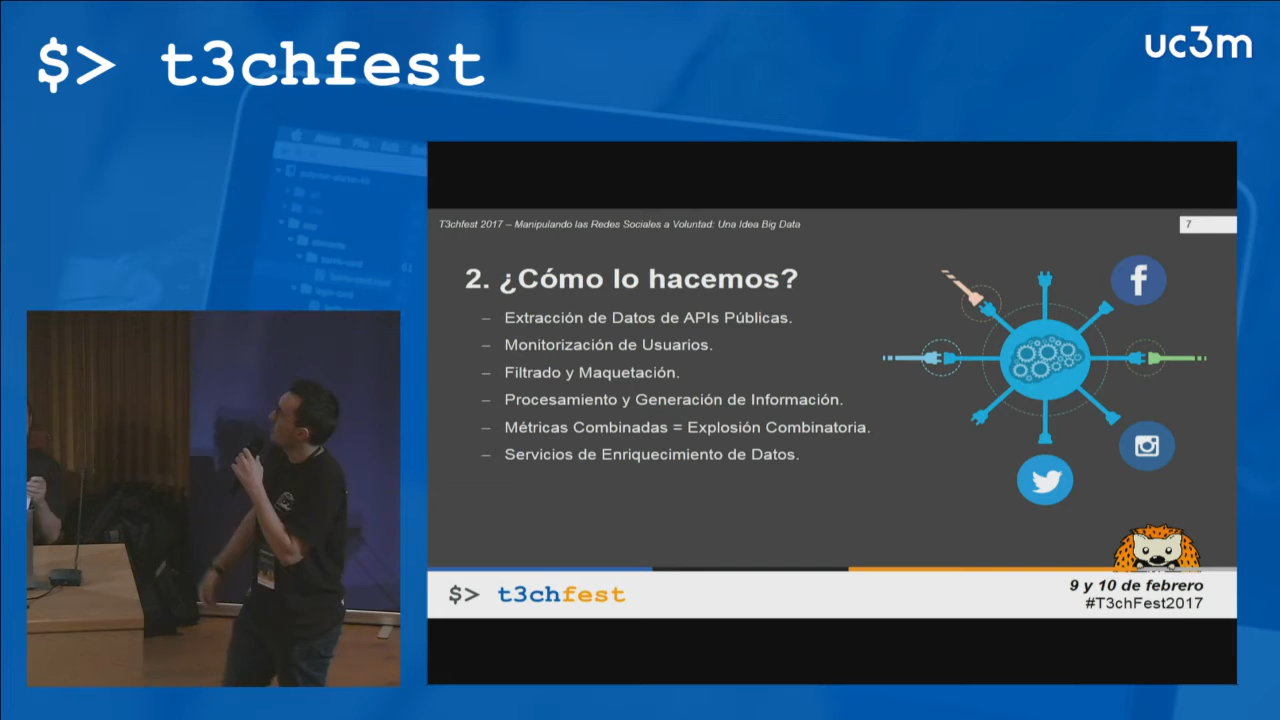 $> t3chfest
uc3m
T3chfest 2017 – Manipulando las Redes Sociales a Voluntad: Una Idea Big Data
7
2. ¿Cómo lo hacemos?
– Extracción de Datos de APIs Públicas.
– Monitorización de Usuarios.
– Filtrado y Maquetación.
– Procesamiento y Generación de Información.
– Métricas Combinadas = Explosión Combinatoria.
– Servicios de Enriquecimiento de Datos.
$> t3chfest
9 y 10 de febrero
#T3chFest2017